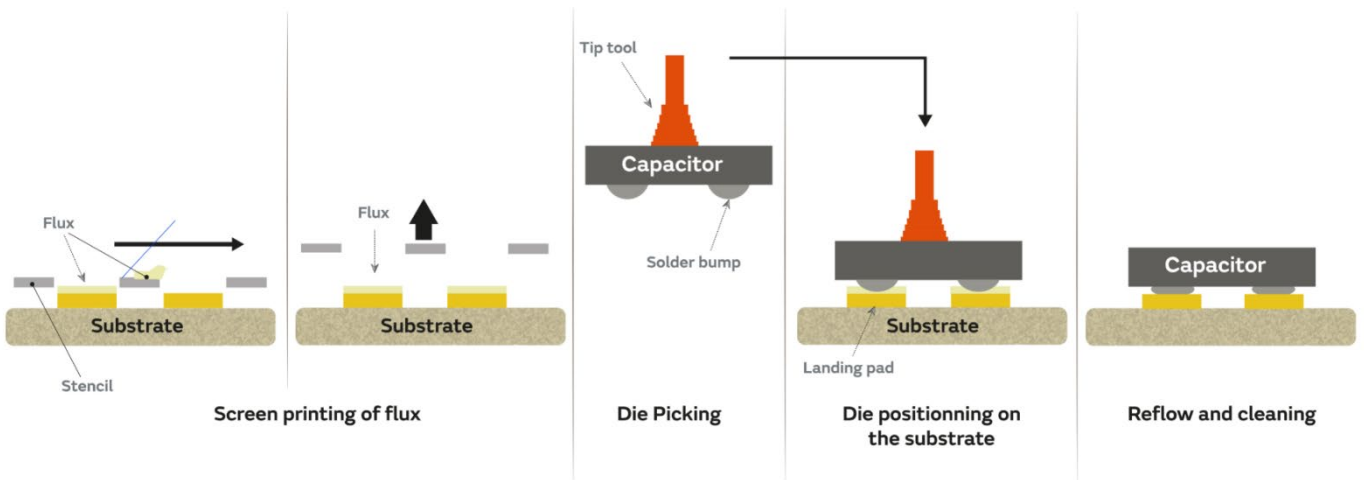 Flux
Substrate
Stencil
Flux
Substrate
Screen printing of flux
Tip tool
Capacitor
Solder bump
Die Picking
Substrate
Landing pad
Die positionning on
the substrate
Capacitor
Reflow and cleaning